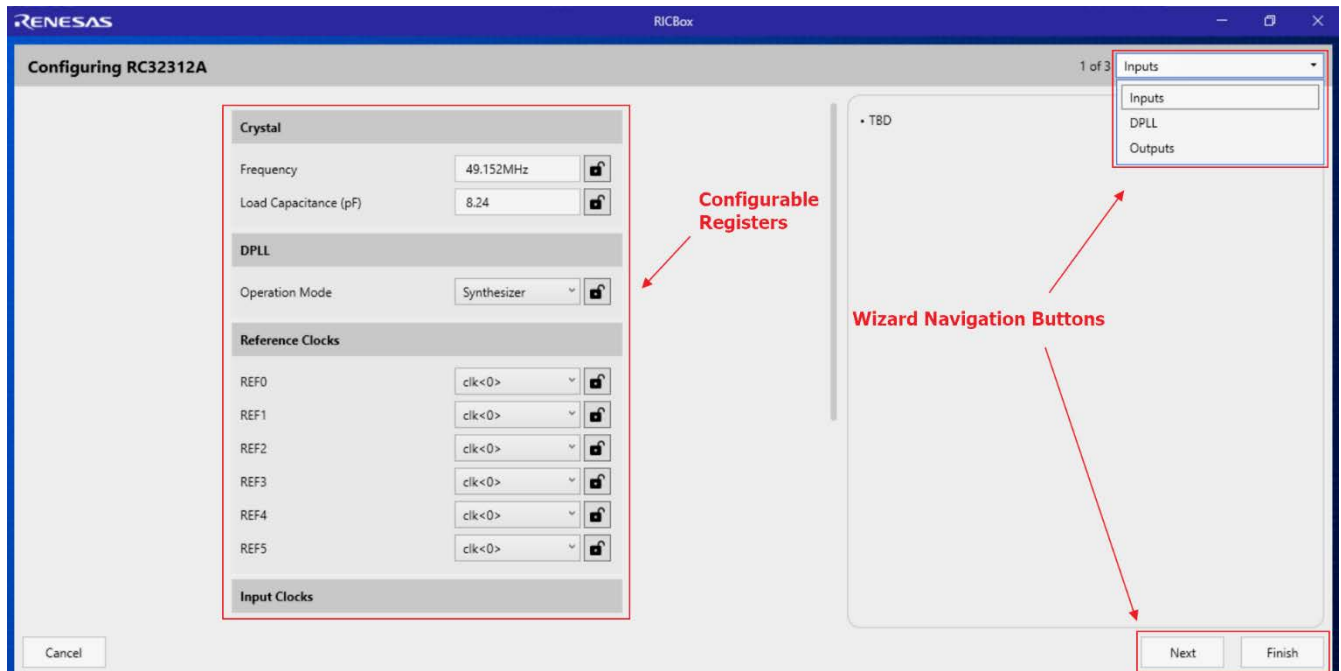 RENESAS
RICBox
Configuring RC32312A
1 of 3
Inputs
Inputs
DPLL
Outputs
Crystal
Frequency
49.152MHz
Load Capacitance (pF)
8.24
DPLL
Operation Mode
Synthesizer
Reference Clocks
REF0
clk<0>
REF1
clk<0>
REF2
clk<0>
REF3
clk<0>
REF4
clk<0>
REF5
clk<0>
Input Clocks
Configurable
Registers
• TBD
Wizard Navigation Buttons
Cancel
Next
Finish